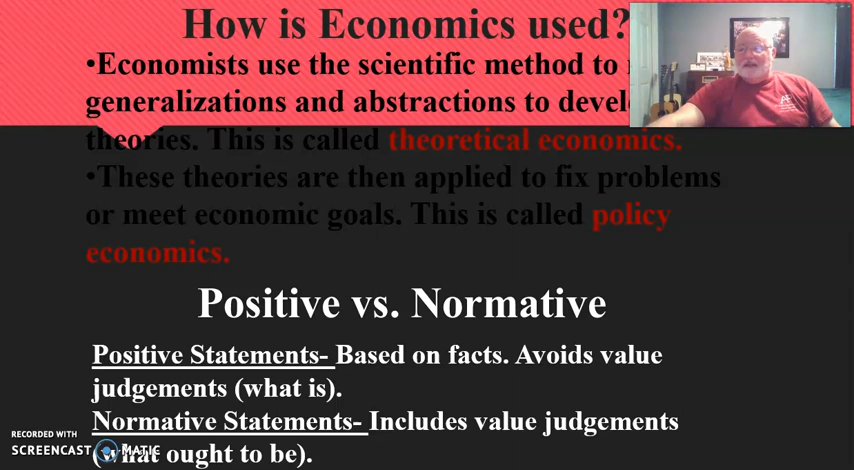 How is Economics used?
•Economists use the scientific method to
generalizations and abstractions to
theories. This is called theoretical economics.
•These theories are then applied to fix problems
or meet economic goals. This is called policy
economics.
Positive vs. Normative
Positive Statements- Based on facts. Avoids value
judgements (what is).
Normative Statements- Includes value judgements
(what ought to be).
RECORDED WITH
SCREENCAST MATIC